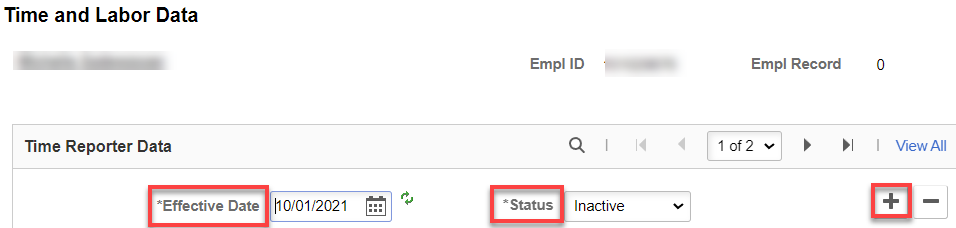 Time and Labor Data
Empl ID Empl Record 0
Time Reporter Data 1 of 2 View All
*Effective Date 10/01/2021 *Status Inactive